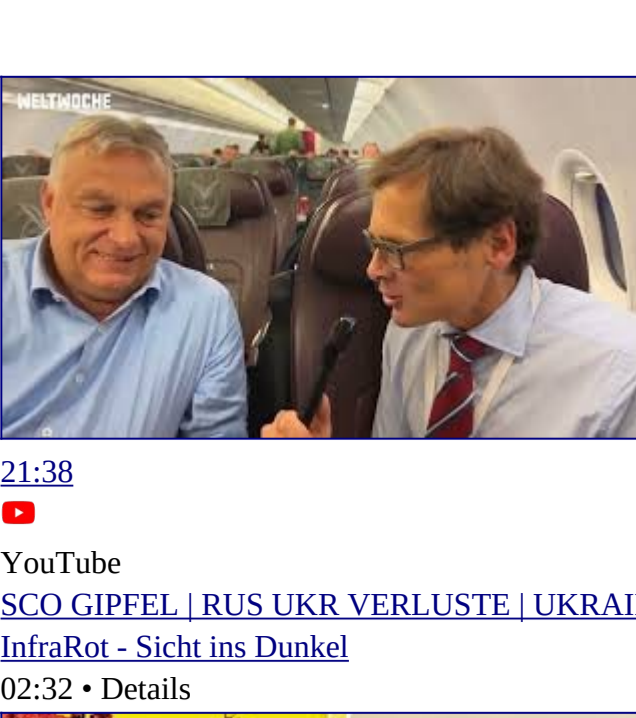 WELTWOCHE
21:38
YouTube
SCO GIPFEL | RUS UKR VERLUSTE | UKRAI
InfraRot - Sicht ins Dunkel
02:32 • Details